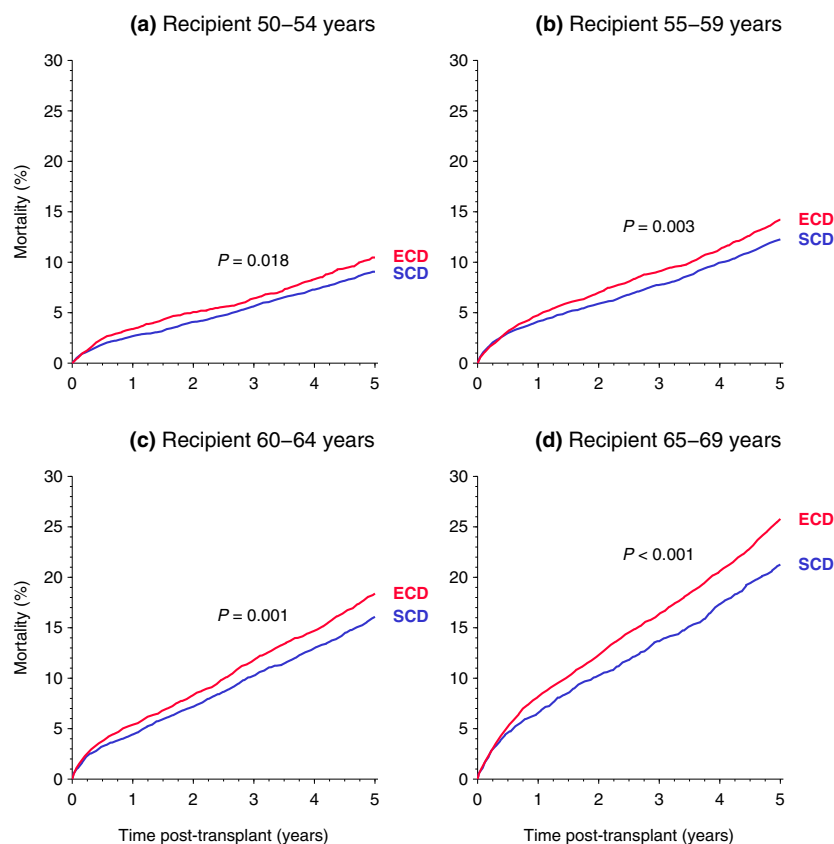 (a) Recipient 50–54 years
30
25
20
15
10
5
0
Mortality (%)
P = 0.018
ECD
SCD
0 1 2 3 4 5
(b) Recipient 55–59 years
30
25
20
15
10
5
0
P = 0.003
ECD
SCD
0 1 2 3 4 5
(c) Recipient 60–64 years
30
25
20
15
10
5
0
Mortality (%)
P = 0.001
ECD
SCD
0 1 2 3 4 5
Time post-transplant (years)
(d) Recipient 65–69 years
30
25
20
15
10
5
0
P < 0.001
ECD
SCD
0 1 2 3 4 5
Time post-transplant (years)